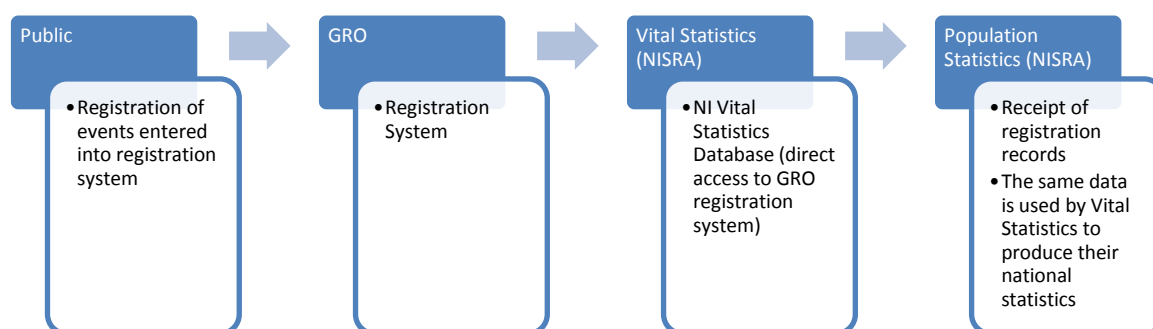 Public
• Registration of
events entered
into registration
system
GRO
• Registration
System
Vital Statistics
(NISRA)
• NI Vital
Statistics
Database (direct
access to GRO
registration
system)
Population
Statistics (NISRA)
• Receipt of
registration
records
• The same data
is used by Vital
Statistics to
produce their
national
statistics